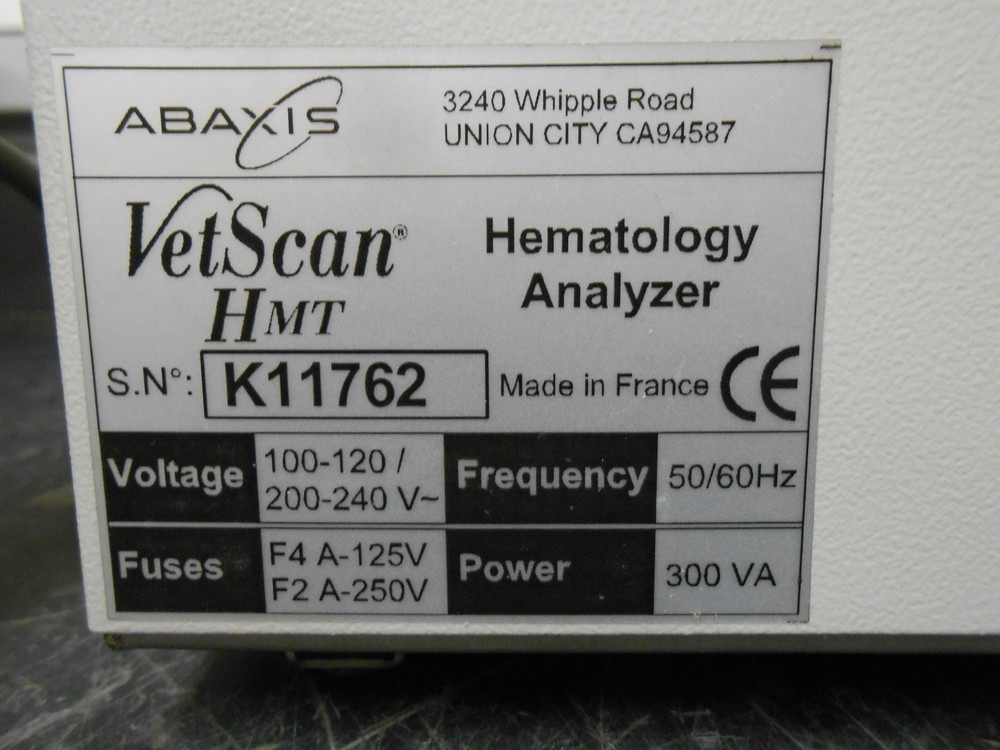 ABAXIS
3240 Whipple Road
UNION CITY CA94587
VetScan®
HMT
Hematology
Analyzer
S.N°: K11762
Made in France CE
Voltage
100-120 /
200-240 V~
Frequency
50/60Hz
Fuses
F4 A-125V
F2 A-250V
Power
300 VA